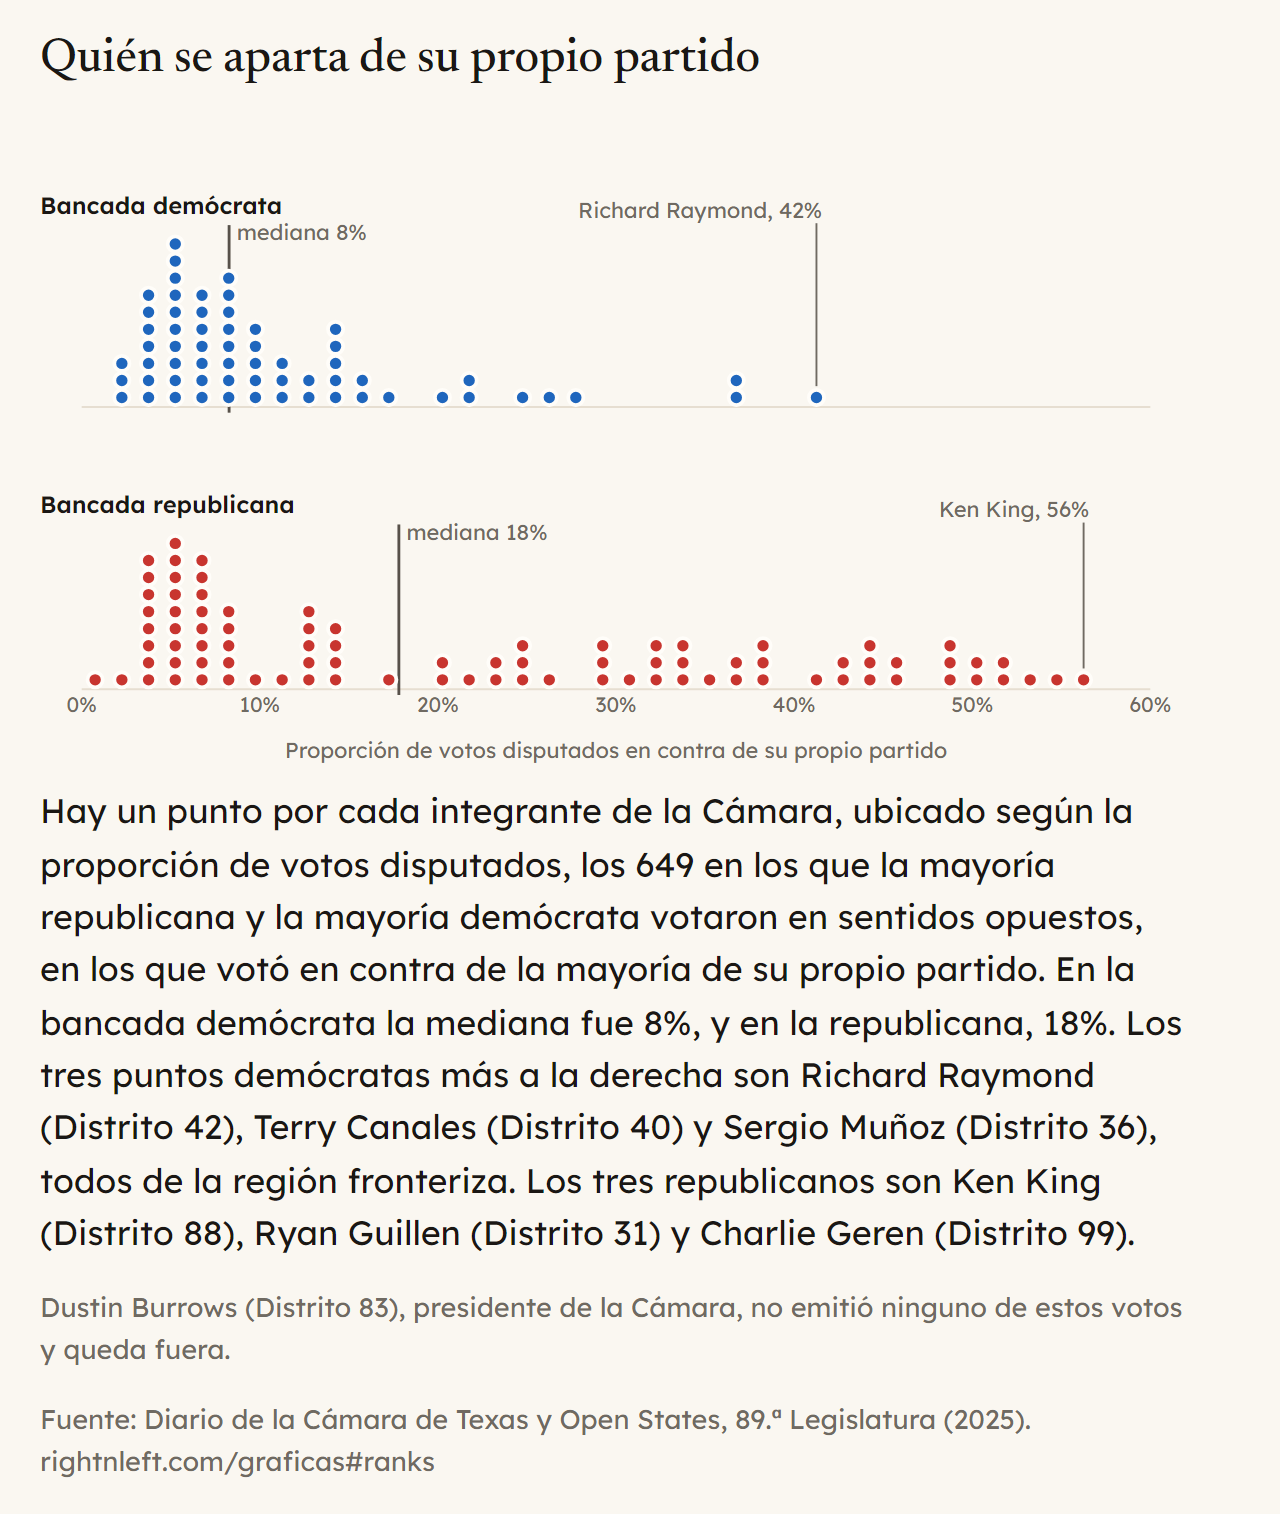 Quién se aparta de su propio partido
Bancada demócrata
Richard Raymond, 42%
mediana 8%
Bancada republicana
Ken King, 56%
mediana 18%
0% 10% 20% 30% 40% 50% 60%
Proporción de votos disputados en contra de su propio partido
Hay un punto por cada integrante de la Cámara, ubicado según la
proporción de votos disputados, los 649 en los que la mayoría
republicana y la mayoría demócrata votaron en sentidos opuestos,
en los que votó en contra de la mayoría de su propio partido. En la
bancada demócrata la mediana fue 8%, y en la republicana, 18%. Los
tres puntos demócratas más a la derecha son Richard Raymond
(Distrito 42), Terry Canales (Distrito 40) y Sergio Muñoz (Distrito 36),
todos de la región fronteriza. Los tres republicanos son Ken King
(Distrito 88), Ryan Guillen (Distrito 31) y Charlie Geren (Distrito 99).
Dustin Burrows (Distrito 83), presidente de la Cámara, no emitió ninguno de estos votos
y queda fuera.
Fuente: Diario de la Cámara de Texas y Open States, 89.ª Legislatura (2025).
rightnleft.com/graficas#ranks